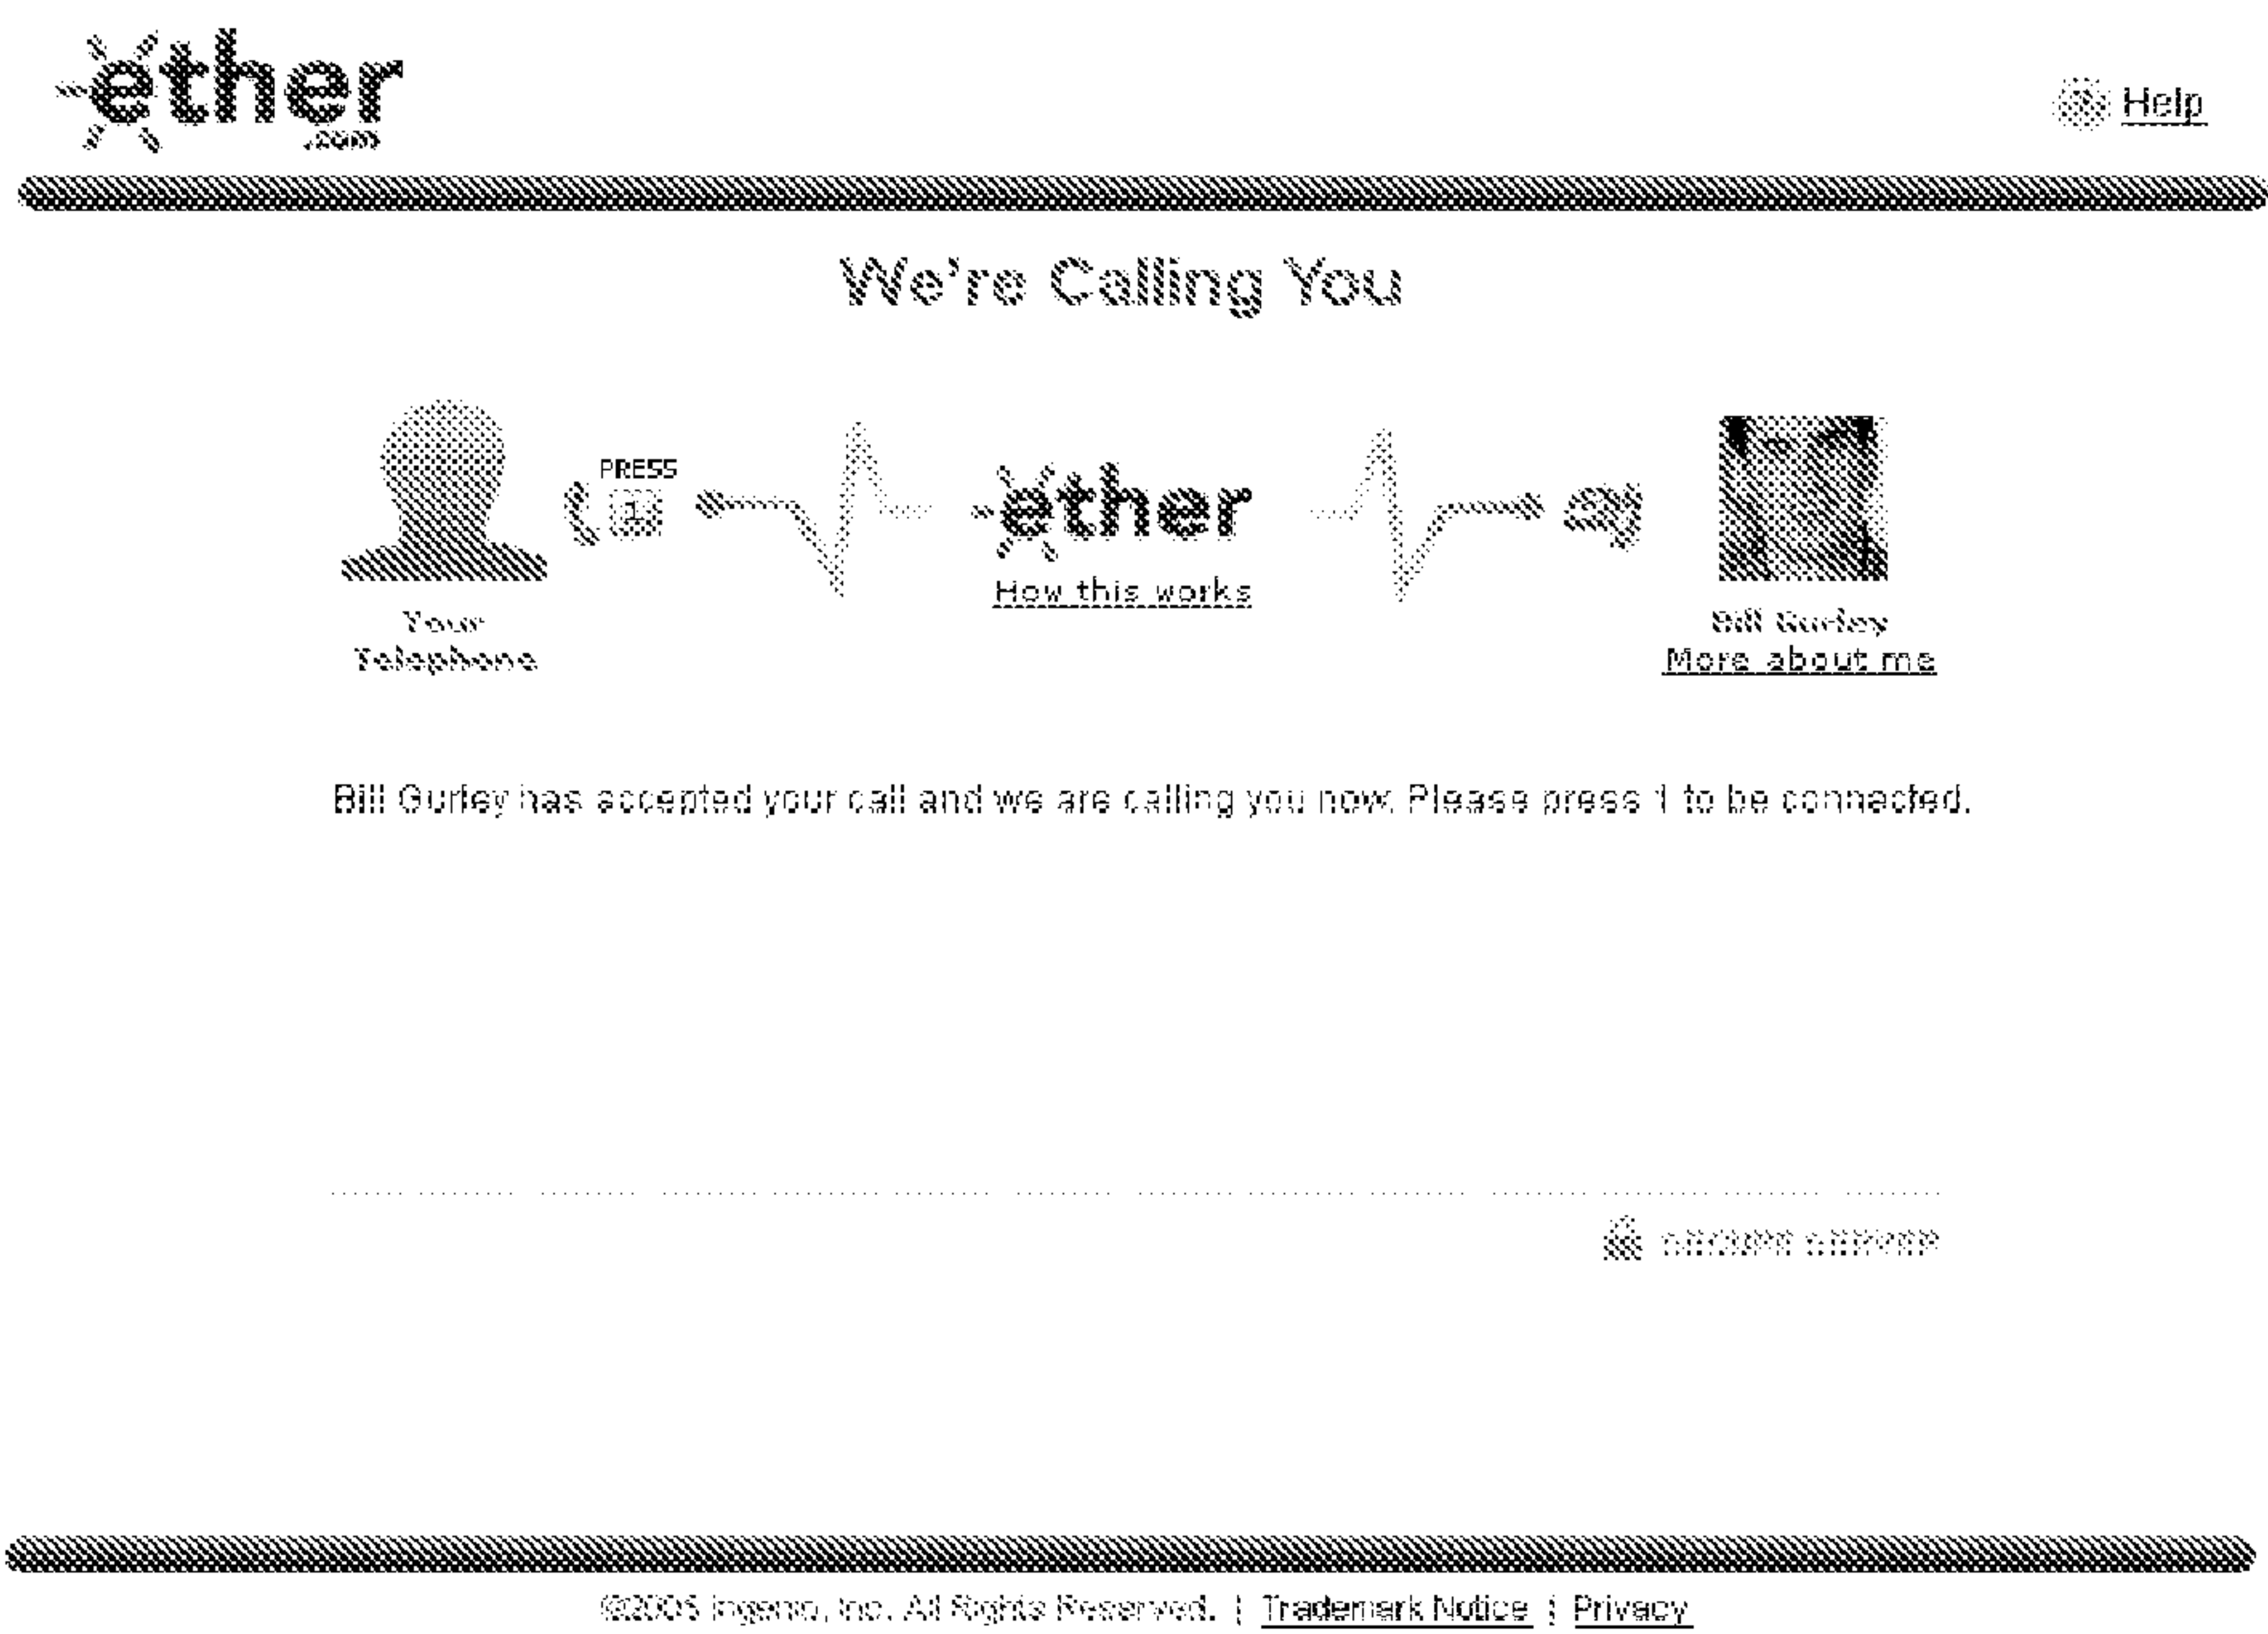 ether
.com
Help
We're Calling You
PRESS
1
ether
How this works
Your
Telephone
Bill Gurley
More about me
Bill Gurley has accepted your call and we are calling you now. Please press 1 to be connected.
SECURE SERVER
©2005 Ingenio, Inc. All Rights Reserved. | Trademark Notice | Privacy